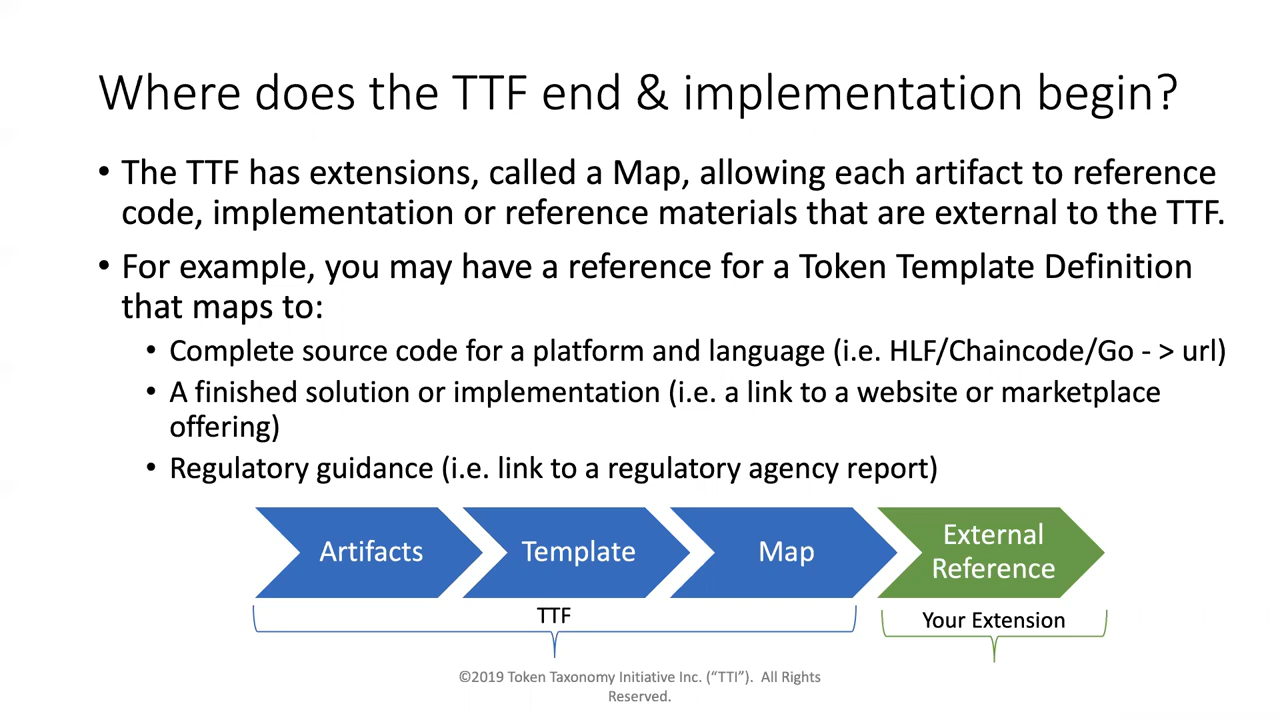 Where does the TTF end & implementation begin?
• The TTF has extensions, called a Map, allowing each artifact to reference
code, implementation or reference materials that are external to the TTF.
• For example, you may have a reference for a Token Template Definition
that maps to:
• Complete source code for a platform and language (i.e. HLF/Chaincode/Go - > url)
• A finished solution or implementation (i.e. a link to a website or marketplace
offering)
• Regulatory guidance (i.e. link to a regulatory agency report)
Artifacts
Template
Map
External
Reference
TTF
Your Extension
©2019 Token Taxonomy Initiative Inc. (“TTI”).  All Rights
Reserved.